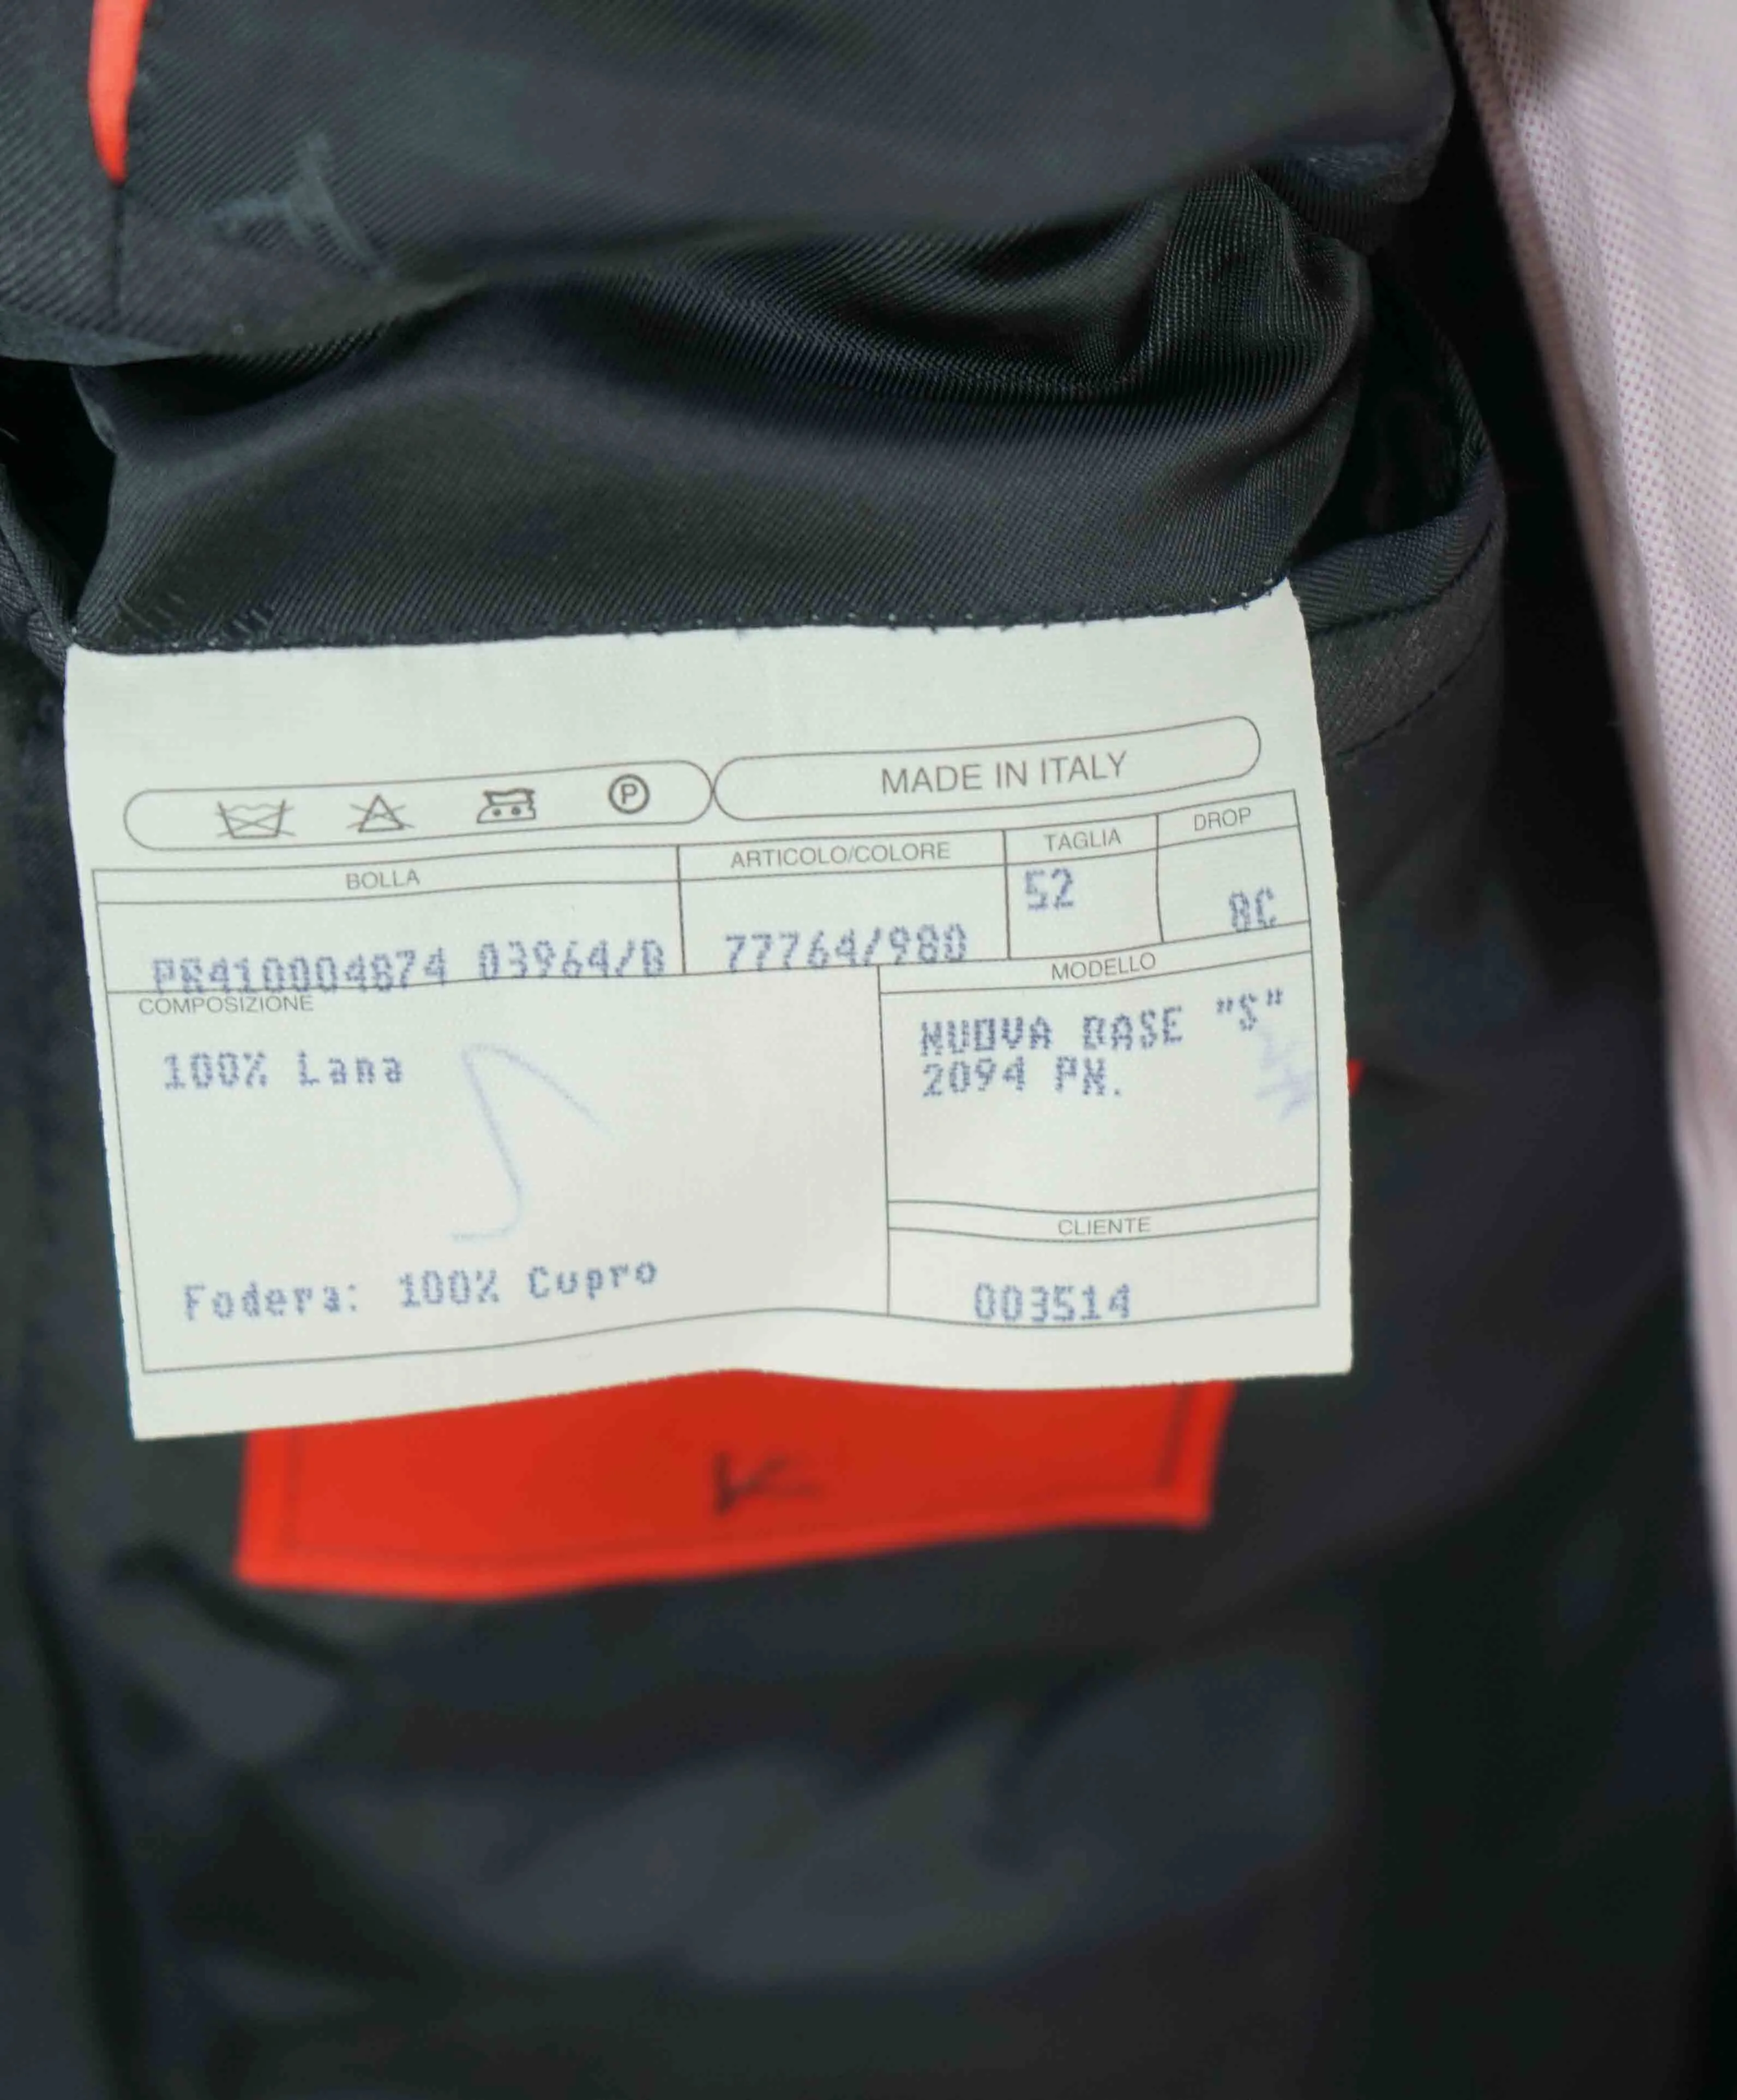 P MADE IN ITALY
BOLLA ARTICOLO/COLORE TAGLIA DROP
PR410004874 03964/B 77764/980 52 8C
COMPOSIZIONE MODELLO
100% Lana NUOVA BASE "S"
2094 PN.
CLIENTE
Fodera: 100% Cupro 003514
K